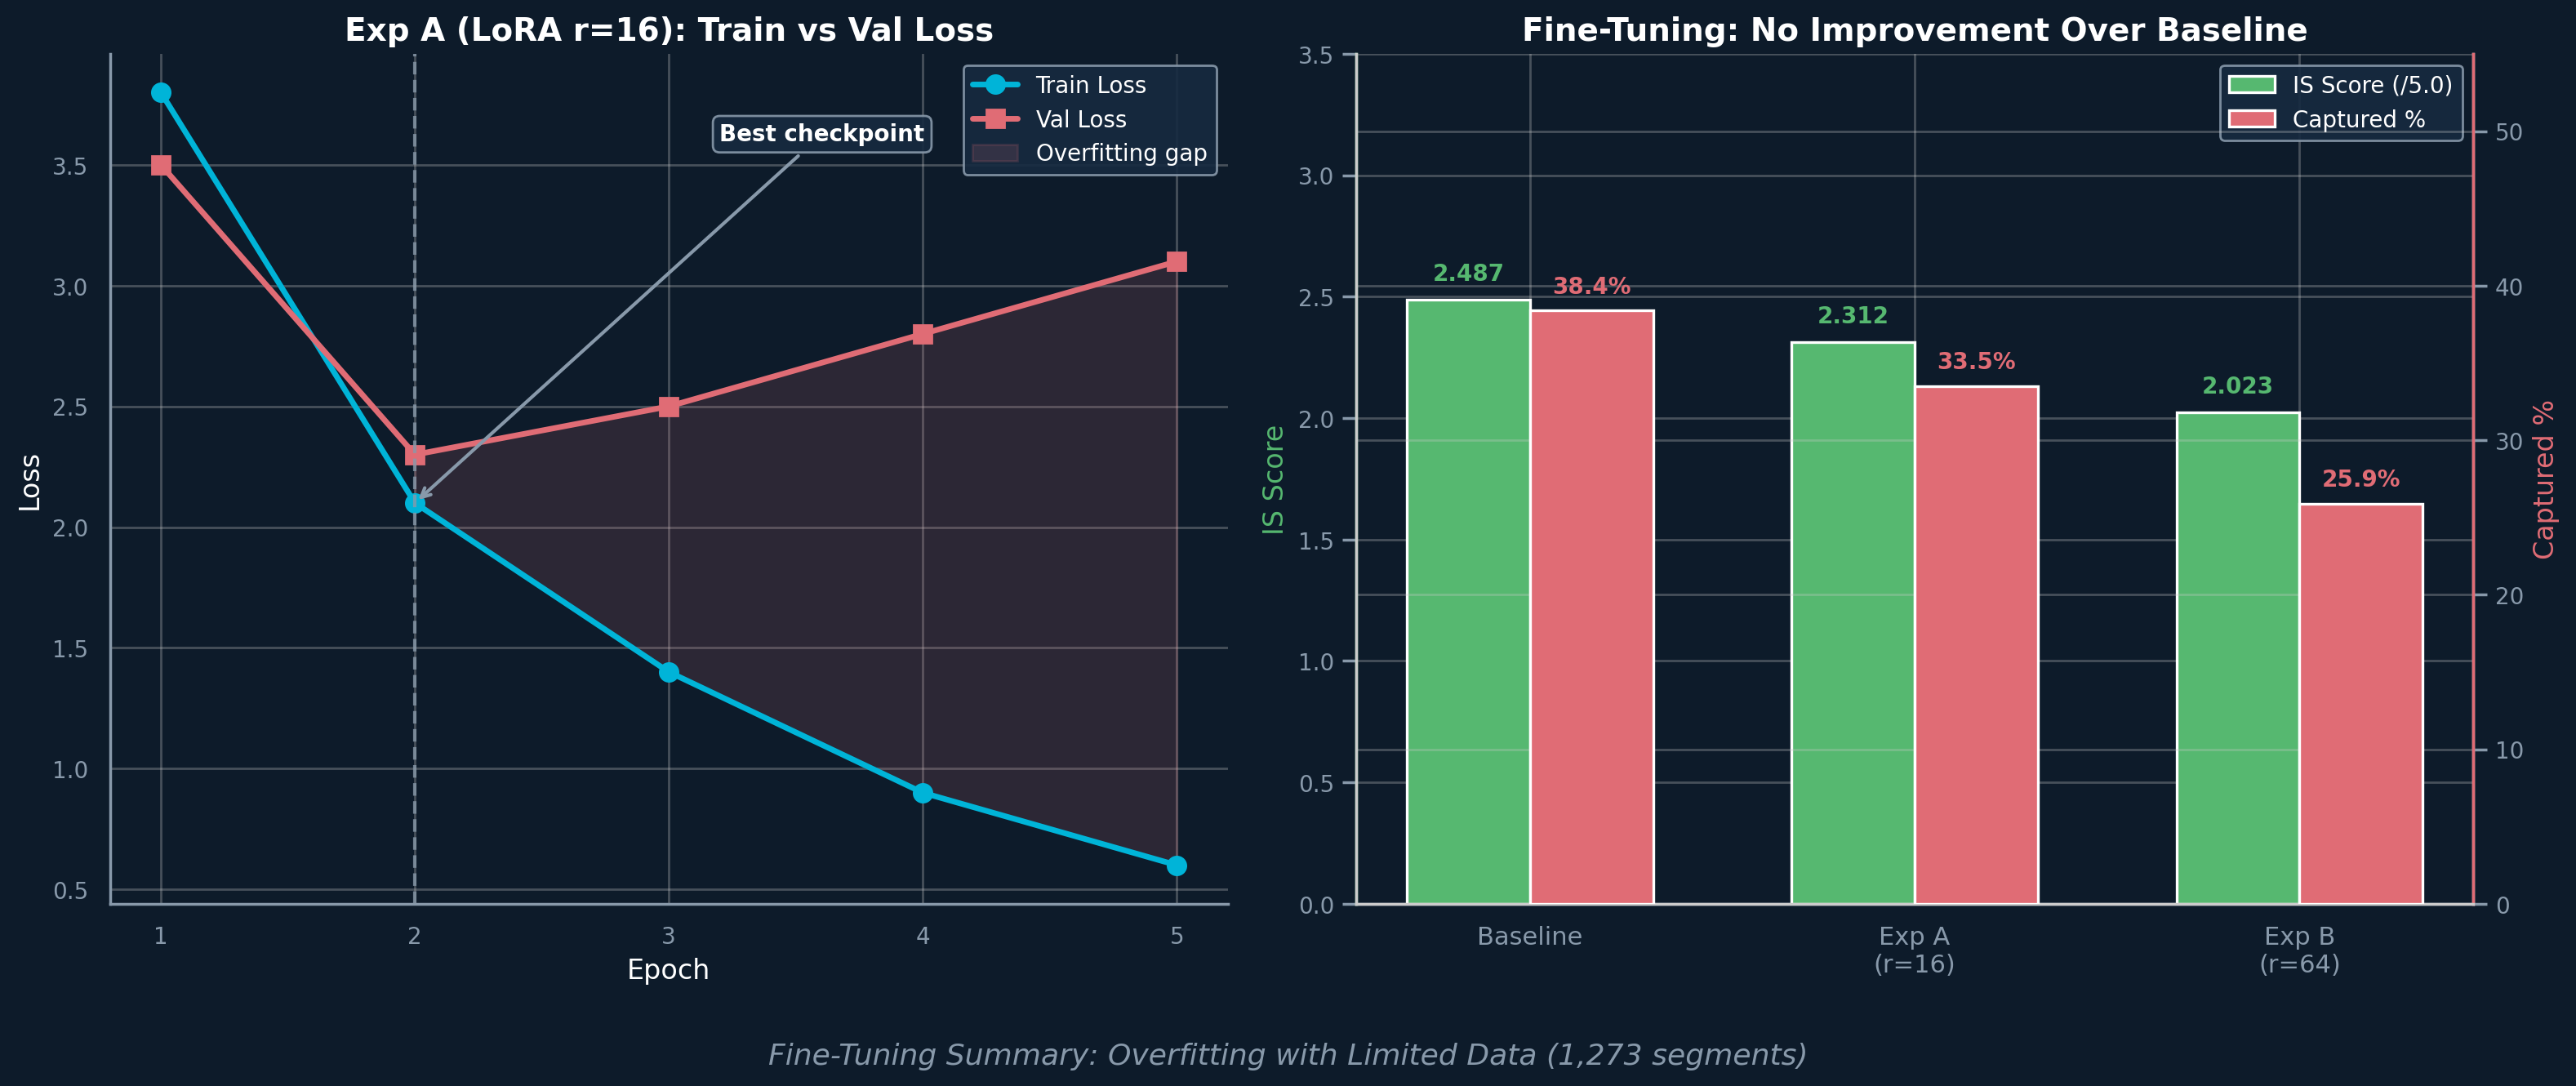 Exp A (LoRA r=16): Train vs Val Loss
Train Loss
Val Loss
Overfitting gap
Best checkpoint
Loss
3.5
3.0
2.5
2.0
1.5
1.0
0.5
1 2 3 4 5
Epoch
Fine-Tuning: No Improvement Over Baseline
IS Score (/5.0)
Captured %
IS Score
3.5
3.0
2.5
2.0
1.5
1.0
0.5
0.0
2.487
38.4%
2.312
33.5%
2.023
25.9%
50
40
30
20
10
0
Captured %
Baseline
Exp A
(r=16)
Exp B
(r=64)
Fine-Tuning Summary: Overfitting with Limited Data (1,273 segments)